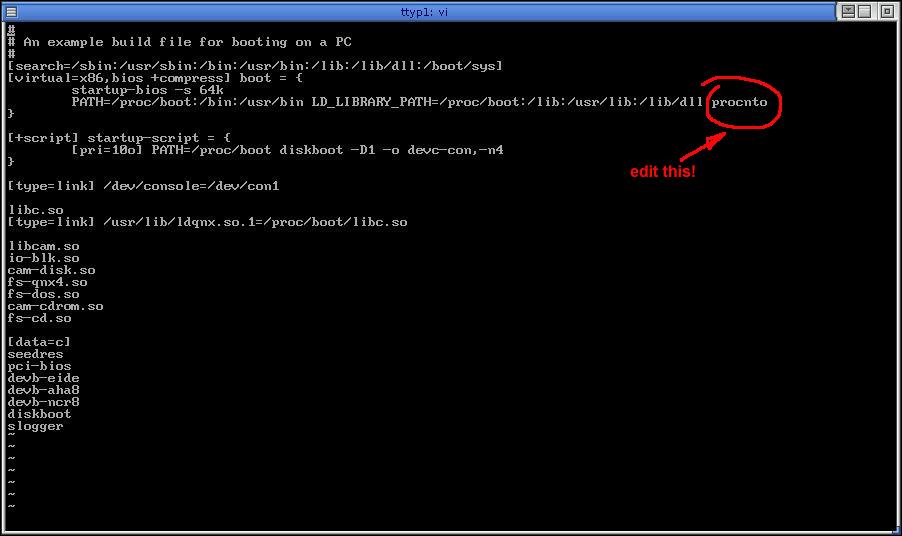 ttyp1: vi
#
# An example build file for booting on a PC
#
[search=/sbin:/usr/sbin:/bin:/usr/bin:/lib:/lib/dll:/boot/sys]
[virtual=x86,bios +compress] boot = {
startup-bios -s 64k
PATH=/proc/boot:/bin:/usr/bin LD_LIBRARY_PATH=/proc/boot:/lib:/usr/lib:/lib/dll procnto
}
[+script] startup-script = {
[pri=10o] PATH=/proc/boot diskboot -D1 -o devc-con,-n4
}
edit this!
[type=link] /dev/console=/dev/con1
libc.so
[type=link] /usr/lib/ldqnx.so.1=/proc/boot/libc.so
libcam.so
io-blk.so
cam-disk.so
fs-qnx4.so
fs-dos.so
cam-cdrom.so
fs-cd.so
[data=c]
seedres
pci-bios
devb-eide
devb-aha8
devb-ncr8
diskboot
slogger
~
~
~
~
~
~
~